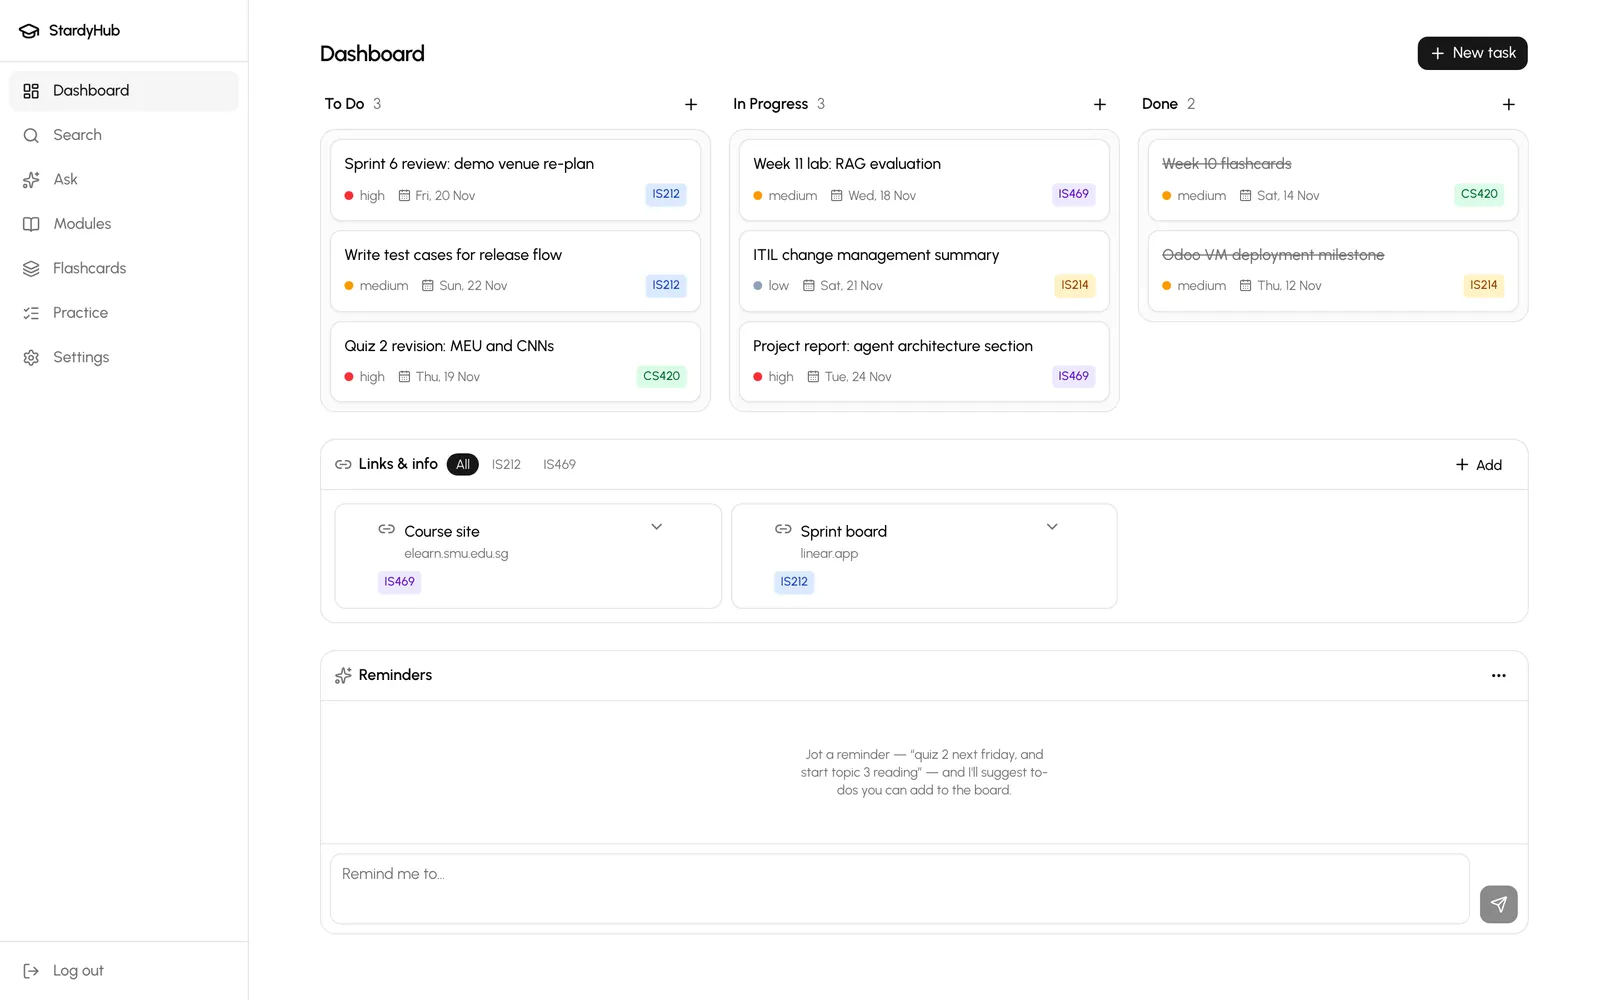 StardyHub
Dashboard
Search
Ask
Modules
Flashcards
Practice
Settings
Log out
Dashboard
New task
To Do 3
Sprint 6 review: demo venue re-plan
high Fri, 20 Nov IS212
Write test cases for release flow
medium Sun, 22 Nov IS212
Quiz 2 revision: MEU and CNNs
high Thu, 19 Nov CS420
In Progress 3
Week 11 lab: RAG evaluation
medium Wed, 18 Nov IS469
ITIL change management summary
low Sat, 21 Nov IS214
Project report: agent architecture section
high Tue, 24 Nov IS469
Done 2
Week 10 flashcards
medium Sat, 14 Nov CS420
Odoo VM deployment milestone
medium Thu, 12 Nov IS214
Links & info All IS212 IS469
Add
Course site
elearn.smu.edu.sg
IS469
Sprint board
linear.app
IS212
Reminders
Jot a reminder — “quiz 2 next friday, and
start topic 3 reading” — and I'll suggest to-
dos you can add to the board.
Remind me to...